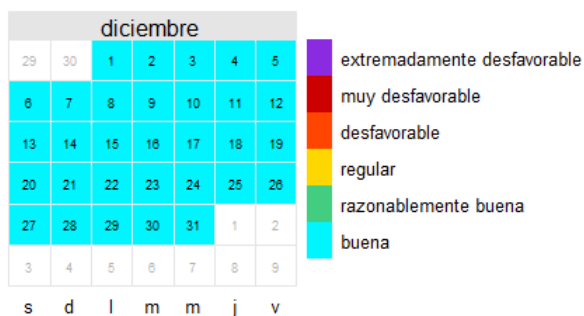 diciembre
29 30 1 2 3 4 5
6 7 8 9 10 11 12
13 14 15 16 17 18 19
20 21 22 23 24 25 26
27 28 29 30 31 1 2
3 4 5 6 7 8 9
s d l m m j v
extremadamente desfavorable
muy desfavorable
desfavorable
regular
razonablemente buena
buena